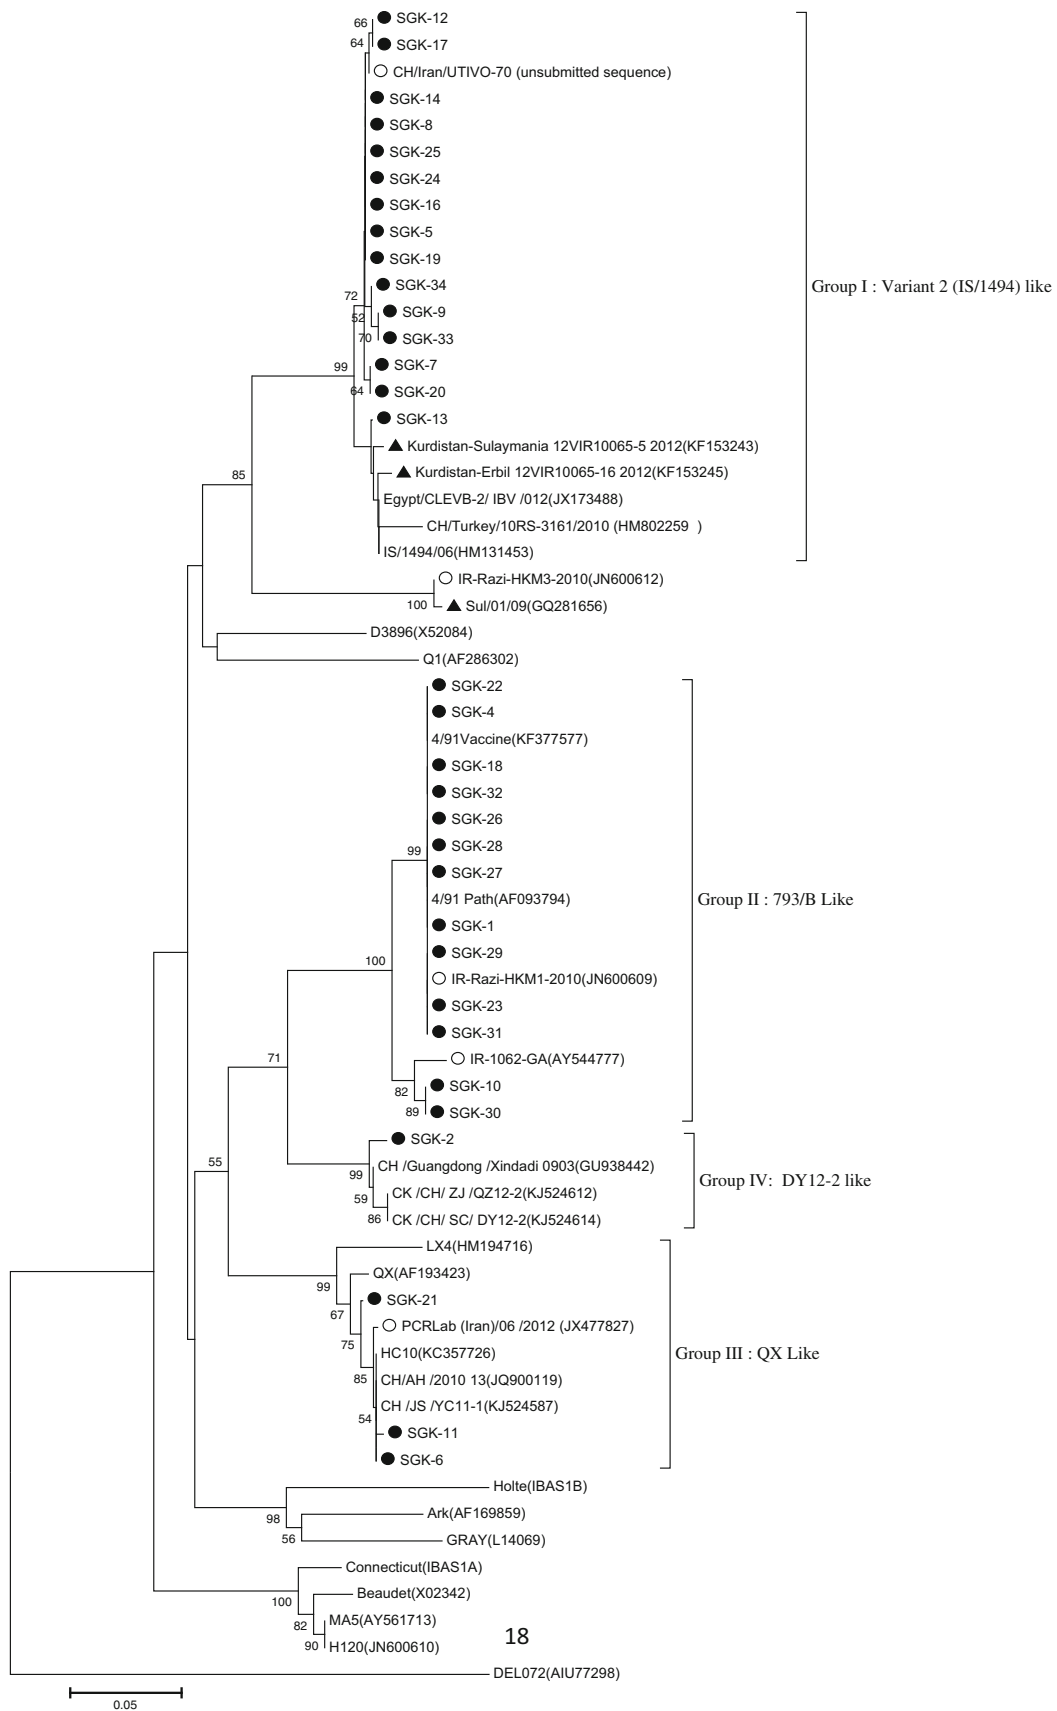 66
SGK-12
64
SGK-17
CH/Iran/UTIVO-70 (unsubmitted sequence)
SGK-14
SGK-8
SGK-25
SGK-24
SGK-16
SGK-5
SGK-19
SGK-34
Group I : Variant 2 (IS/1494) like
72
SGK-9
52
SGK-33
70
SGK-7
99
SGK-20
64
SGK-13
Kurdistan-Sulaymania 12VIR10065-5 2012(KF153243)
Kurdistan-Erbil 12VIR10065-16 2012(KF153245)
85
Egypt/CLEVB-2/ IBV /012(JX173488)
CH/Turkey/10RS-3161/2010 (HM802259 )
IS/1494/06(HM131453)
IR-Razi-HKM3-2010(JN600612)
100
Sul/01/09(GQ281656)
D3896(X52084)
Q1(AF286302)
SGK-22
SGK-4
4/91Vaccine(KF377577)
SGK-18
SGK-32
SGK-26
SGK-28
99
SGK-27
4/91 Path(AF093794)
Group II : 793/B Like
SGK-1
SGK-29
100
IR-Razi-HKM1-2010(JN600609)
SGK-23
SGK-31
71
IR-1062-GA(AY544777)
SGK-10
82
SGK-30
89
SGK-2
55
CH /Guangdong /Xindadi 0903(GU938442)
99
Group IV: DY12-2 like
CK /CH/ ZJ /QZ12-2(KJ524612)
59
CK /CH/ SC/ DY12-2(KJ524614)
86
LX4(HM194716)
QX(AF193423)
99
SGK-21
67
PCRLab (Iran)/06 /2012 (JX477827)
75
HC10(KC357726)
Group III : QX Like
CH/AH /2010 13(JQ900119)
85
CH /JS /YC11-1(KJ524587)
54
SGK-11
SGK-6
Holte(IBAS1B)
Ark(AF169859)
98
GRAY(L14069)
56
Connecticut(IBAS1A)
Beaudet(X02342)
100
MA5(AY561713)
82
18
H120(JN600610)
90
DEL072(AIU77298)
0.05